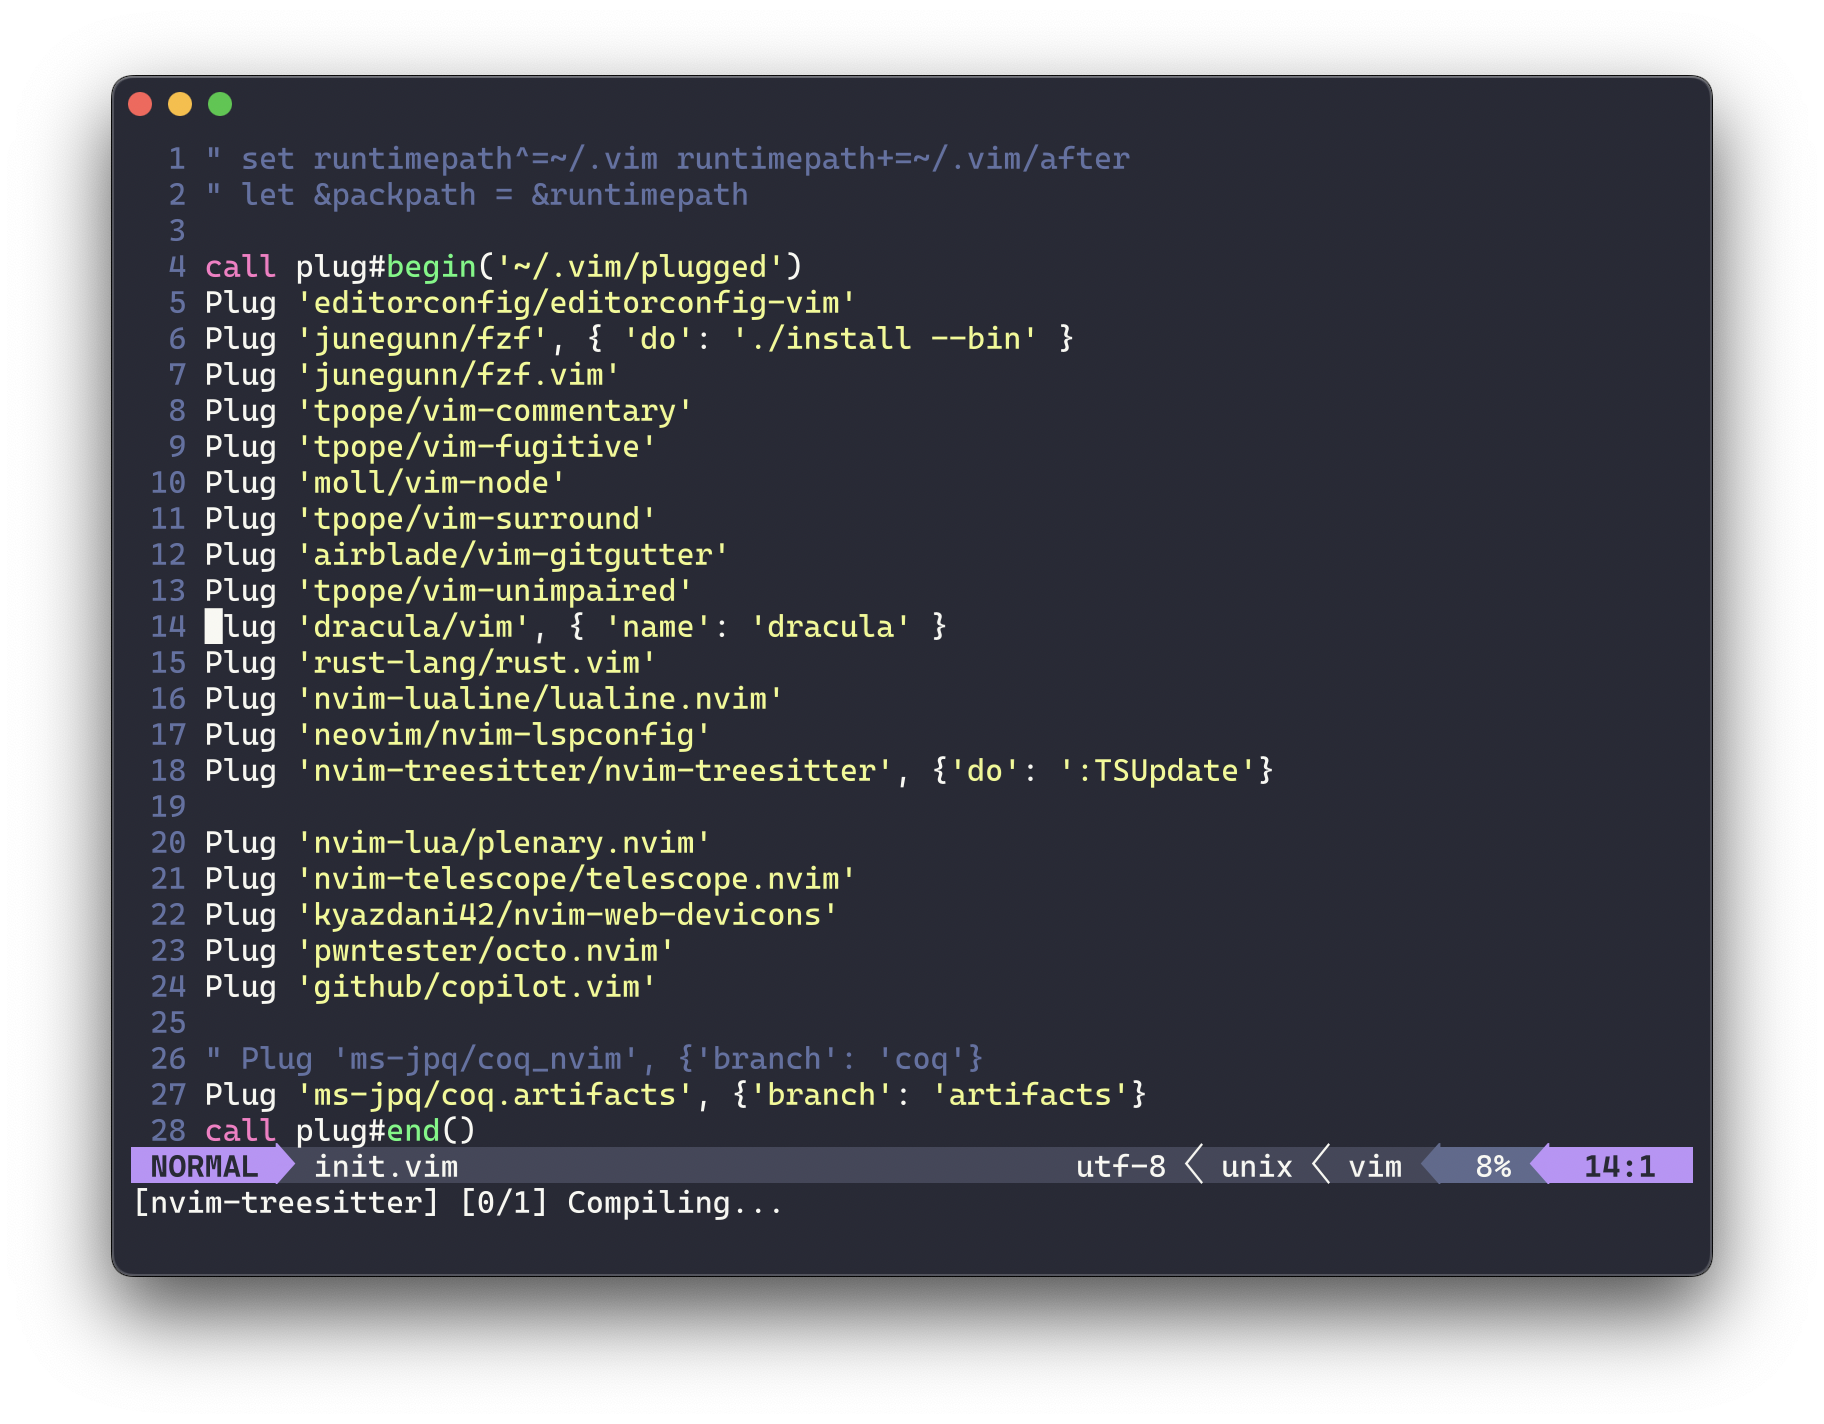 1 " set runtimepath^=~/.vim runtimepath+=~/.vim/after
2 " let &packpath = &runtimepath
3
4 call plug#begin('~/.vim/plugged')
5 Plug 'editorconfig/editorconfig-vim'
6 Plug 'junegunn/fzf', { 'do': './install --bin' }
7 Plug 'junegunn/fzf.vim'
8 Plug 'tpope/vim-commentary'
9 Plug 'tpope/vim-fugitive'
10 Plug 'moll/vim-node'
11 Plug 'tpope/vim-surround'
12 Plug 'airblade/vim-gitgutter'
13 Plug 'tpope/vim-unimpaired'
14 lug 'dracula/vim', { 'name': 'dracula' }
15 Plug 'rust-lang/rust.vim'
16 Plug 'nvim-lualine/lualine.nvim'
17 Plug 'neovim/nvim-lspconfig'
18 Plug 'nvim-treesitter/nvim-treesitter', {'do': ':TSUpdate'}
19
20 Plug 'nvim-lua/plenary.nvim'
21 Plug 'nvim-telescope/telescope.nvim'
22 Plug 'kyazdani42/nvim-web-devicons'
23 Plug 'pwntester/octo.nvim'
24 Plug 'github/copilot.vim'
25
26 " Plug 'ms-jpq/coq_nvim', {'branch': 'coq'}
27 Plug 'ms-jpq/coq.artifacts', {'branch': 'artifacts'}
28 call plug#end()
NORMAL init.vim utf-8 unix vim 8% 14:1
[nvim-treesitter] [0/1] Compiling...